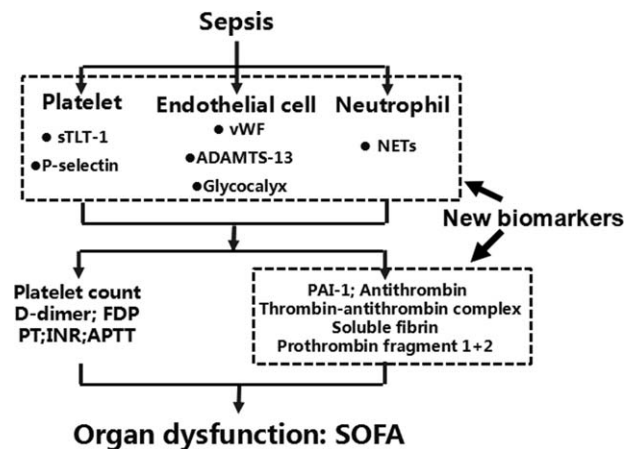 Sepsis
Platelet
• sTLT-1
• P-selectin
Endothelial cell
• vWF
• ADAMTS-13
• Glycocalyx
Neutrophil
• NETs
New biomarkers
Platelet count
D-dimer; FDP
PT;INR;APTT
PAI-1; Antithrombin
Thrombin-antithrombin complex
Soluble fibrin
Prothrombin fragment 1+2
Organ dysfunction: SOFA